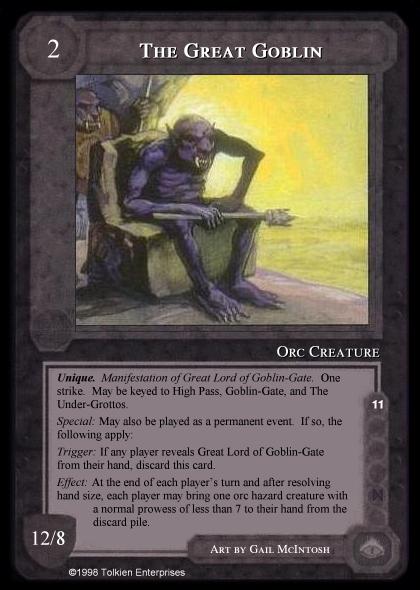 2
The Great Goblin
Orc Creature
Unique. Manifestation of Great Lord of Goblin-Gate. One
strike. May be keyed to High Pass, Goblin-Gate, and The
Under-Grottos.
11
Special: May also be played as a permanent event. If so, the
following apply:
Trigger: If any player reveals Great Lord of Goblin-Gate
from their hand, discard this card.
Effect: At the end of each player's turn and after resolving
hand size, each player may bring one orc hazard creature with
a normal prowess of less than 7 to their hand from the
discard pile.
12/8
Art by Gail McIntosh
©1998 Tolkien Enterprises